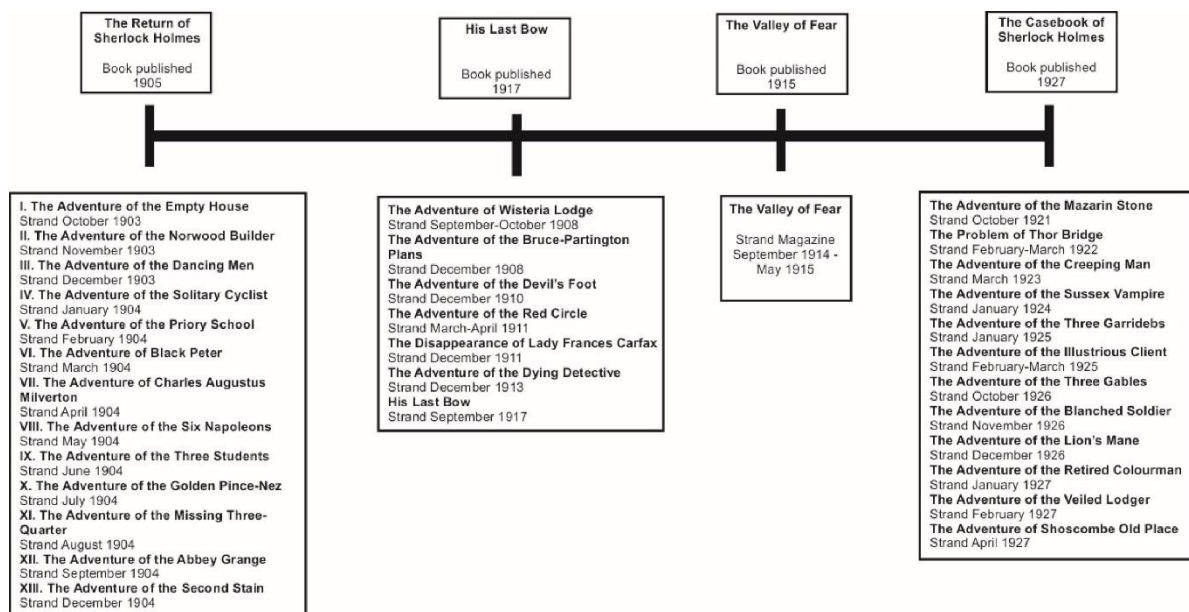 The Return of
Sherlock Holmes
Book published
1905
His Last Bow
Book published
1917
The Valley of Fear
Book published
1915
The Casebook of
Sherlock Holmes
Book published
1927
I. The Adventure of the Empty House
Strand October 1903
II. The Adventure of the Norwood Builder
Strand November 1903
III. The Adventure of the Dancing Men
Strand December 1903
IV. The Adventure of the Solitary Cyclist
Strand January 1904
V. The Adventure of the Priory School
Strand February 1904
VI. The Adventure of Black Peter
Strand March 1904
VII. The Adventure of Charles Augustus
Milverton
Strand April 1904
VIII. The Adventure of the Six Napoleons
Strand May 1904
IX. The Adventure of the Three Students
Strand June 1904
X. The Adventure of the Golden Pince-Nez
Strand July 1904
XI. The Adventure of the Missing Three-
Quarter
Strand August 1904
XII. The Adventure of the Abbey Grange
Strand September 1904
XIII. The Adventure of the Second Stain
Strand December 1904
The Adventure of Wisteria Lodge
Strand September-October 1908
The Adventure of the Bruce-Partington
Plans
Strand December 1908
The Adventure of the Devil's Foot
Strand December 1910
The Adventure of the Red Circle
Strand March-April 1911
The Disappearance of Lady Frances Carfax
Strand December 1911
The Adventure of the Dying Detective
Strand December 1913
His Last Bow
Strand September 1917
The Valley of Fear
Strand Magazine
September 1914 -
May 1915
The Adventure of the Mazarin Stone
Strand October 1921
The Problem of Thor Bridge
Strand February-March 1922
The Adventure of the Creeping Man
Strand March 1923
The Adventure of the Sussex Vampire
Strand January 1924
The Adventure of the Three Garridebs
Strand January 1925
The Adventure of the Illustrious Client
Strand February-March 1925
The Adventure of the Three Gables
Strand October 1926
The Adventure of the Blanched Soldier
Strand November 1926
The Adventure of the Lion's Mane
Strand December 1926
The Adventure of the Retired Colourman
Strand January 1927
The Adventure of the Veiled Lodger
Strand February 1927
The Adventure of Shoscombe Old Place
Strand April 1927